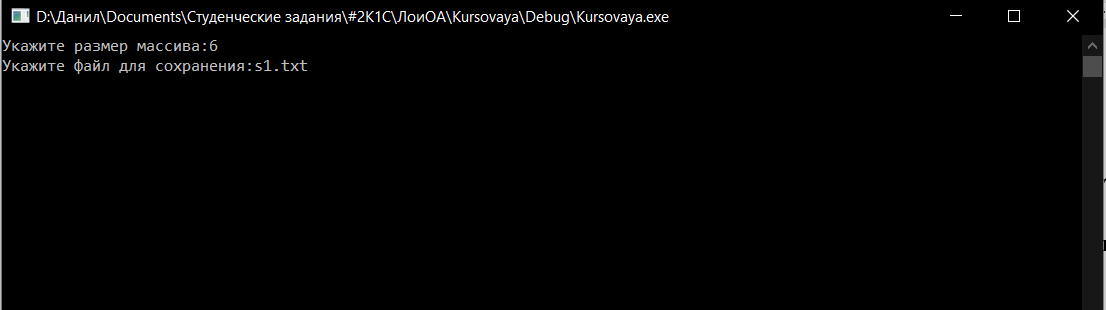 D:\Данил\Documents\Студенческие задания\#2K1C\ЛоиОА\Kursovaya\Debug\Kursovaya.exe
Укажите размер массива:6
Укажите файл для сохранения:s1.txt